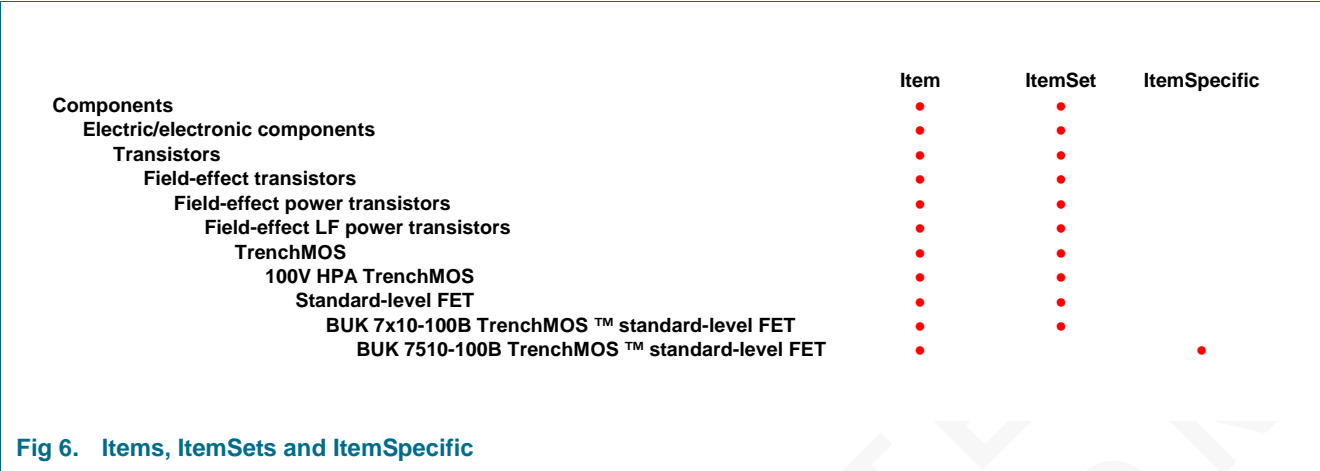 Item ItemSet ItemSpecific
Components
Electric/electronic components
Transistors
Field-effect transistors
Field-effect power transistors
Field-effect LF power transistors
TrenchMOS
100V HPA TrenchMOS
Standard-level FET
BUK 7x10-100B TrenchMOS ™ standard-level FET
BUK 7510-100B TrenchMOS ™ standard-level FET
Fig 6. Items, ItemSets and ItemSpecific